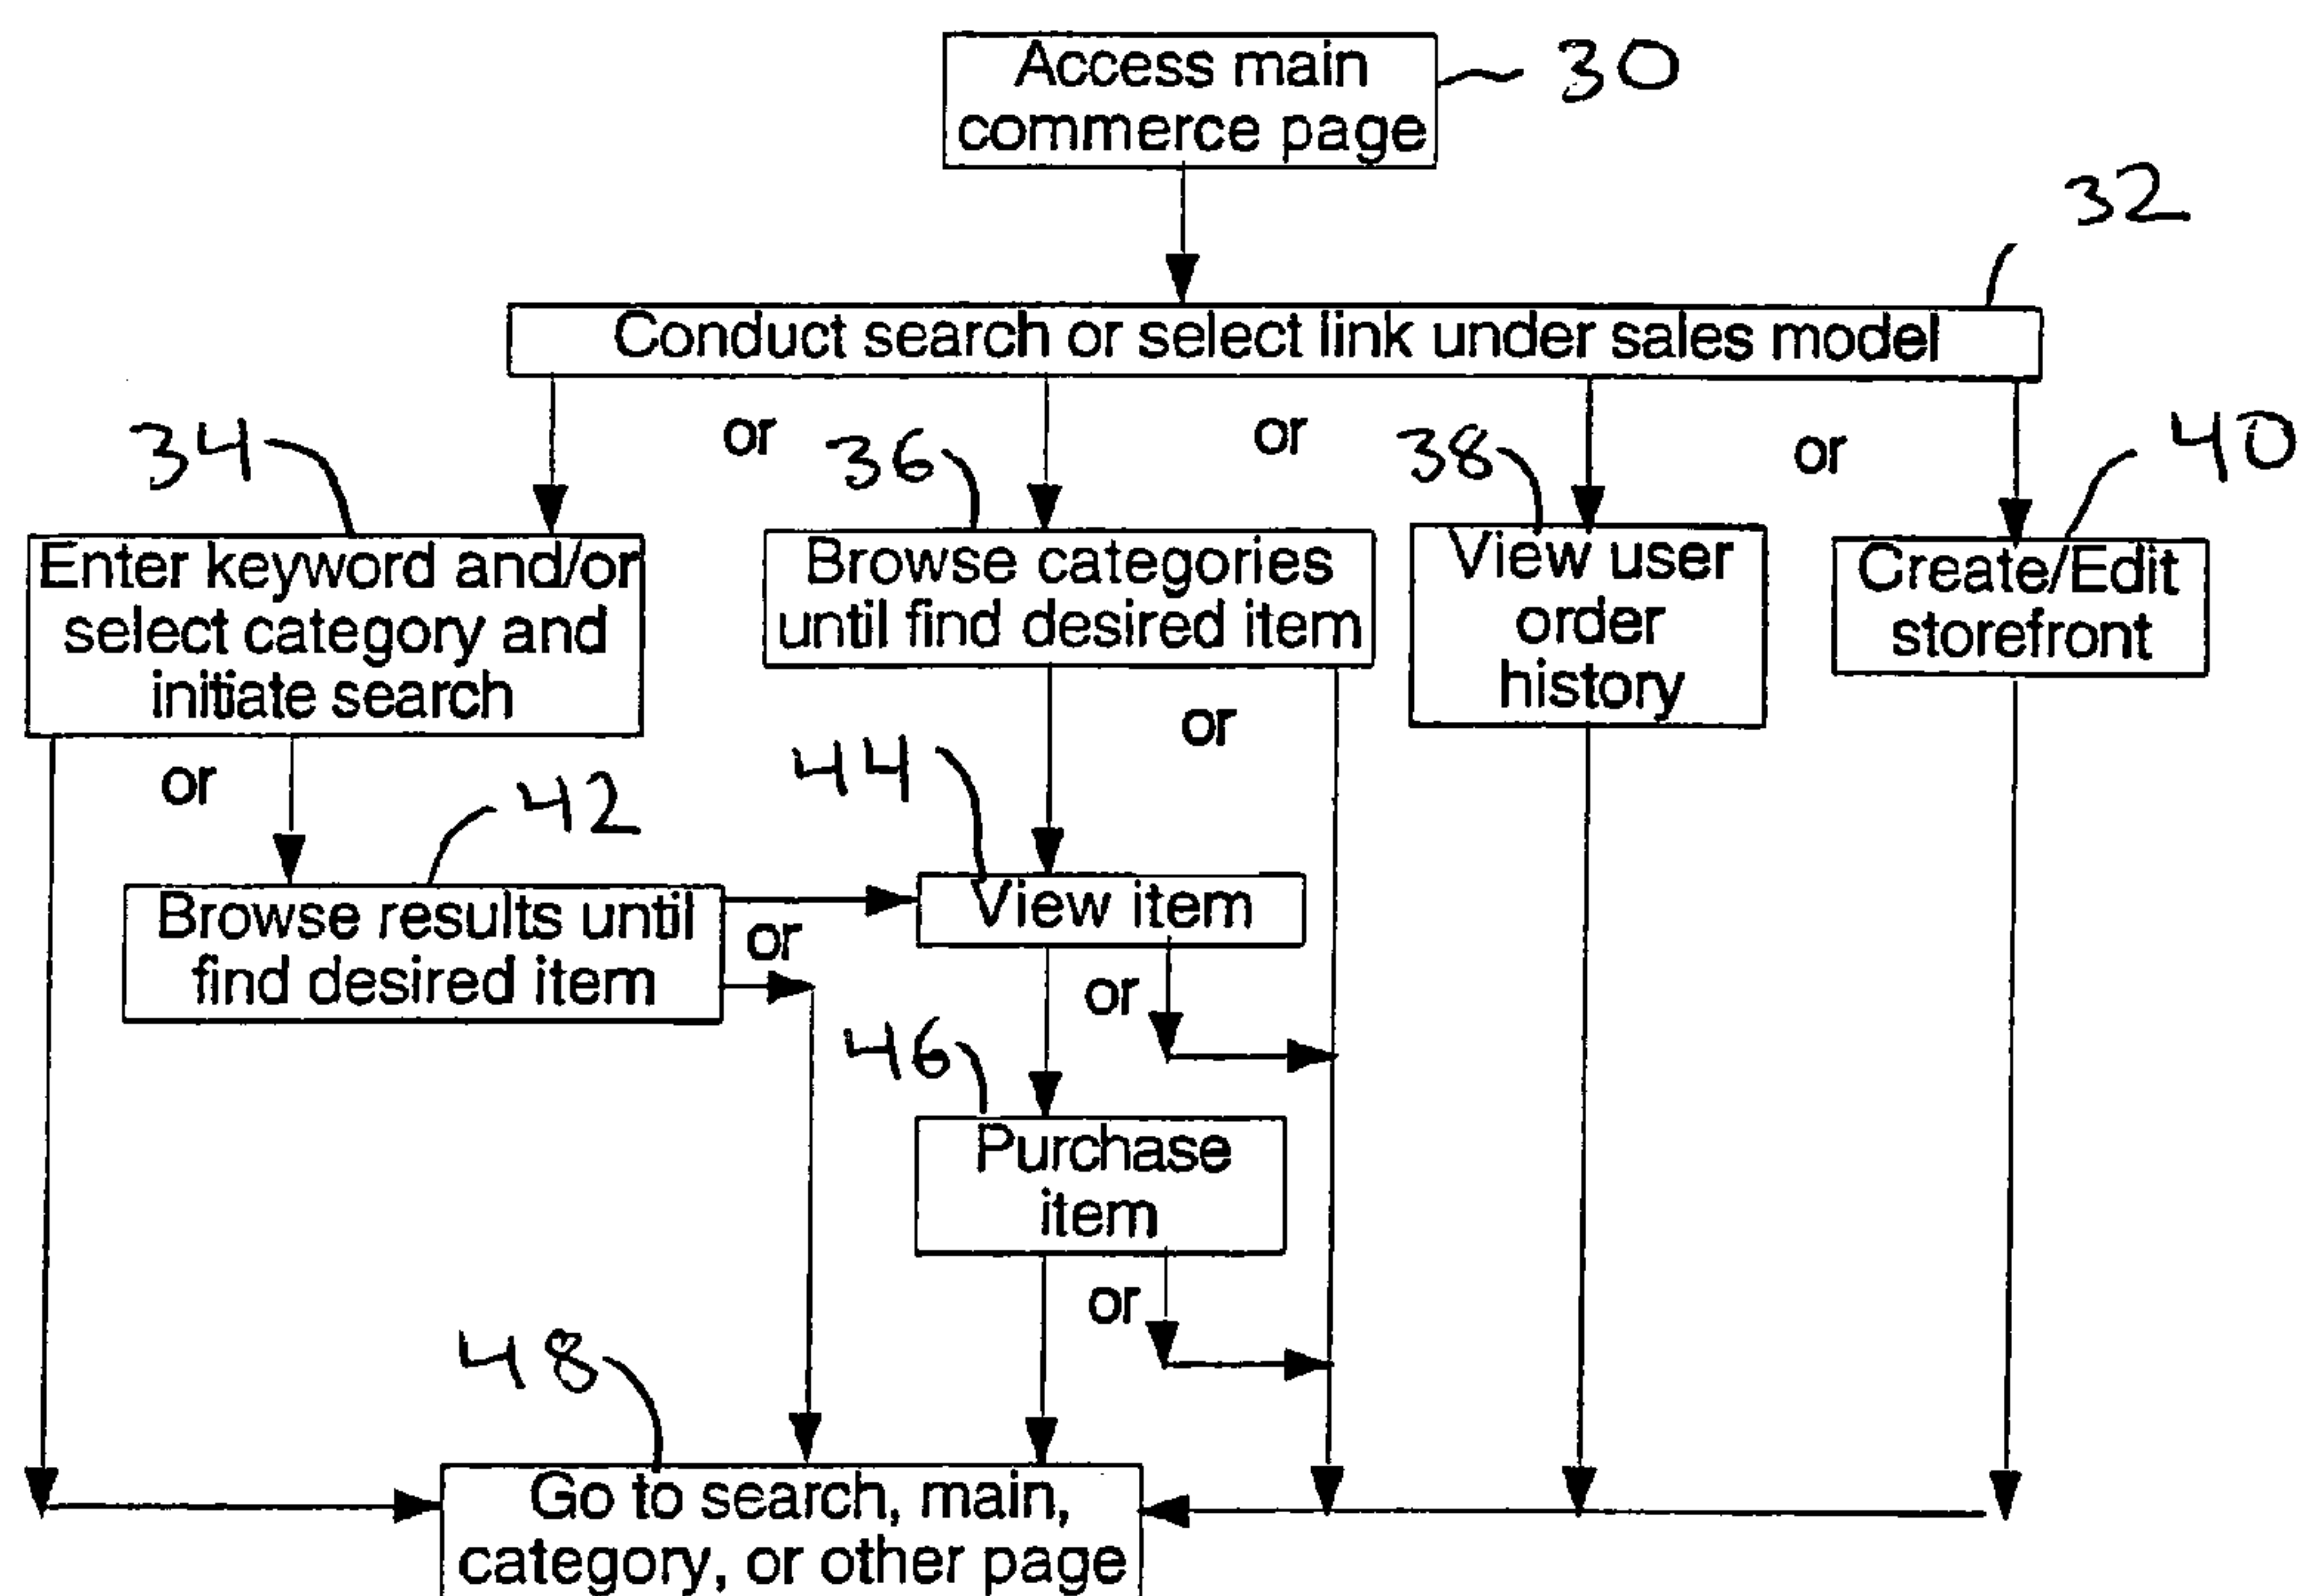 Access main
commerce page
30
32
Conduct search or select link under sales model
or
or
or
34
36
38
40
Enter keyword and/or
select category and
initiate search
Browse categories
until find desired item
View user
order
history
Create/Edit
storefront
or
or
42
44
Browse results until
find desired item
or
View item
or
46
Purchase
item
or
48
Go to search, main,
category, or other page